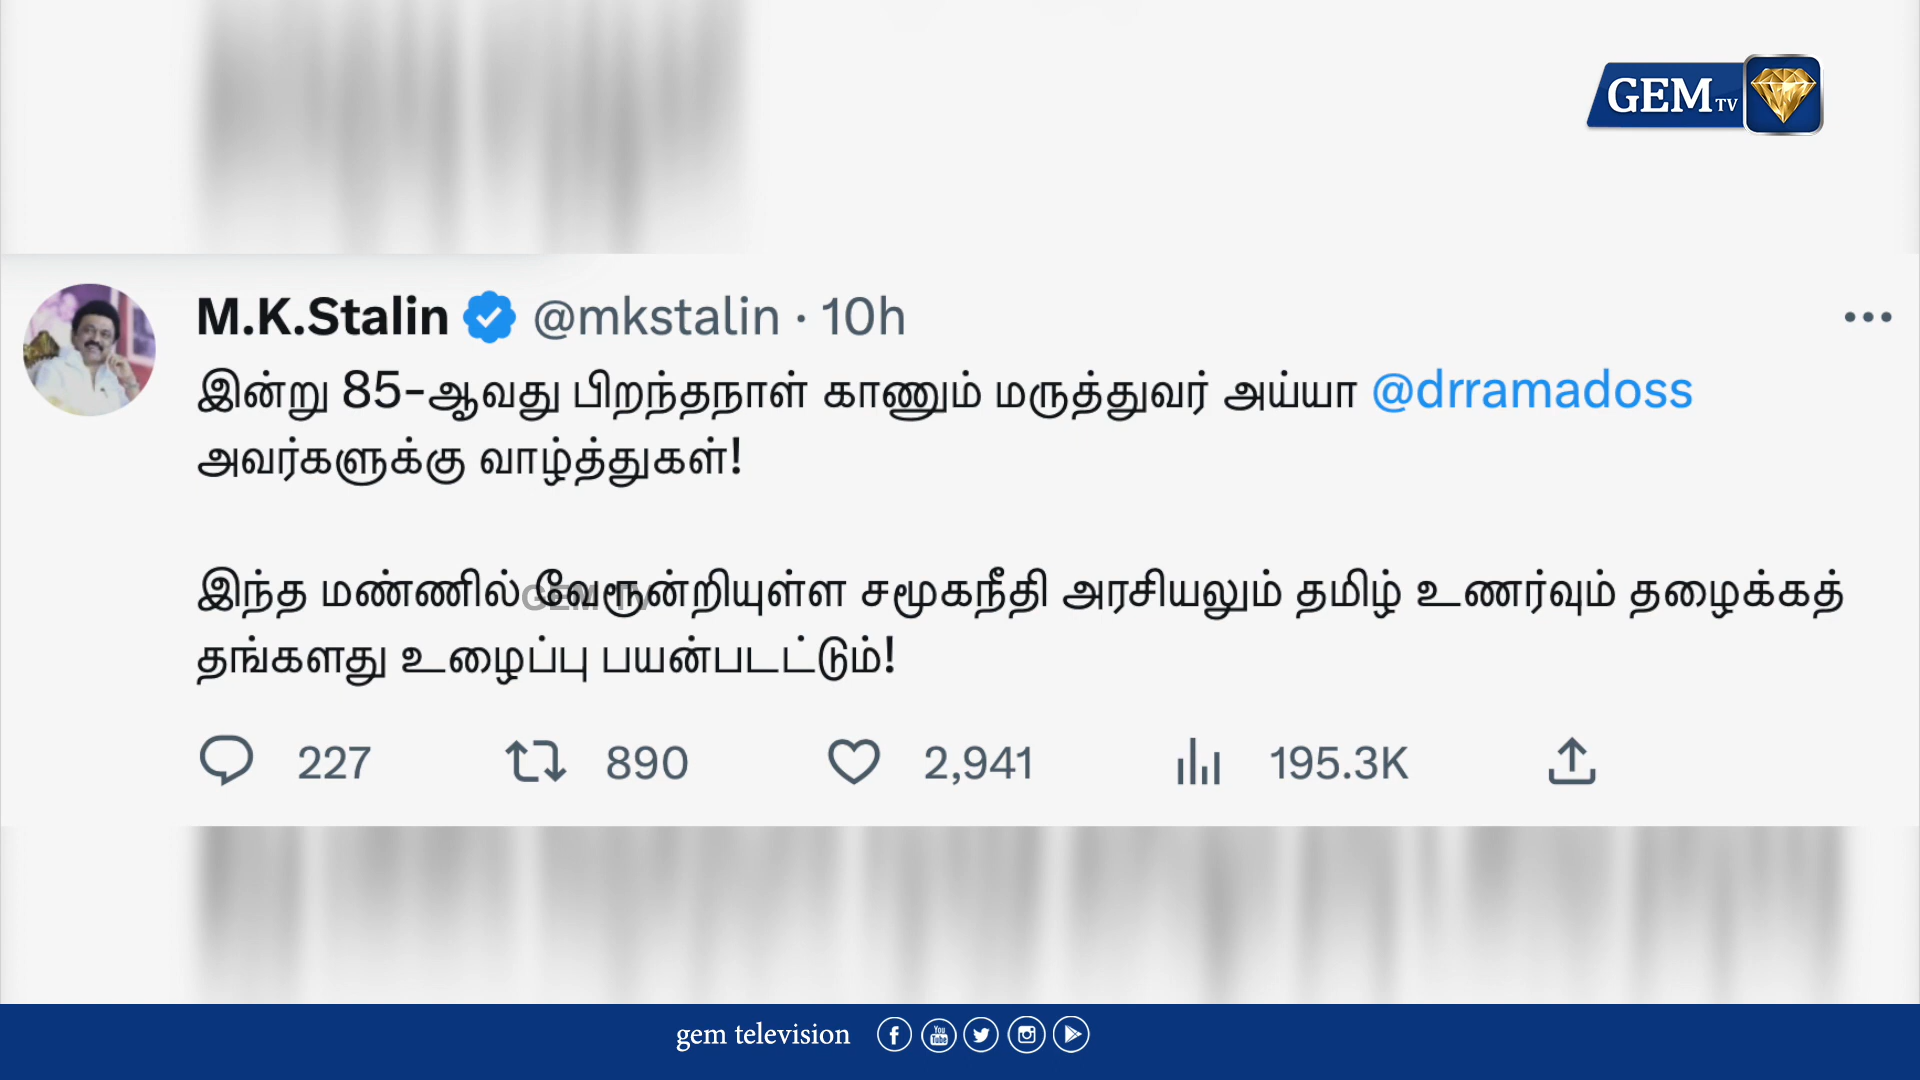 GEM TV
M.K.Stalin @mkstalin · 10h
இன்று 85-ஆவது பிறந்தநாள் காணும் மருத்துவர் அய்யா @drramadoss
அவர்களுக்கு வாழ்த்துகள்!
இந்த மண்ணில் வேரூன்றியுள்ள சமூகநீதி அரசியலும் தமிழ் உணர்வும் தழைக்கத்
GEM TV
தங்களது உழைப்பு பயன்படட்டும்!
227 890 2,941 195.3K
gem television